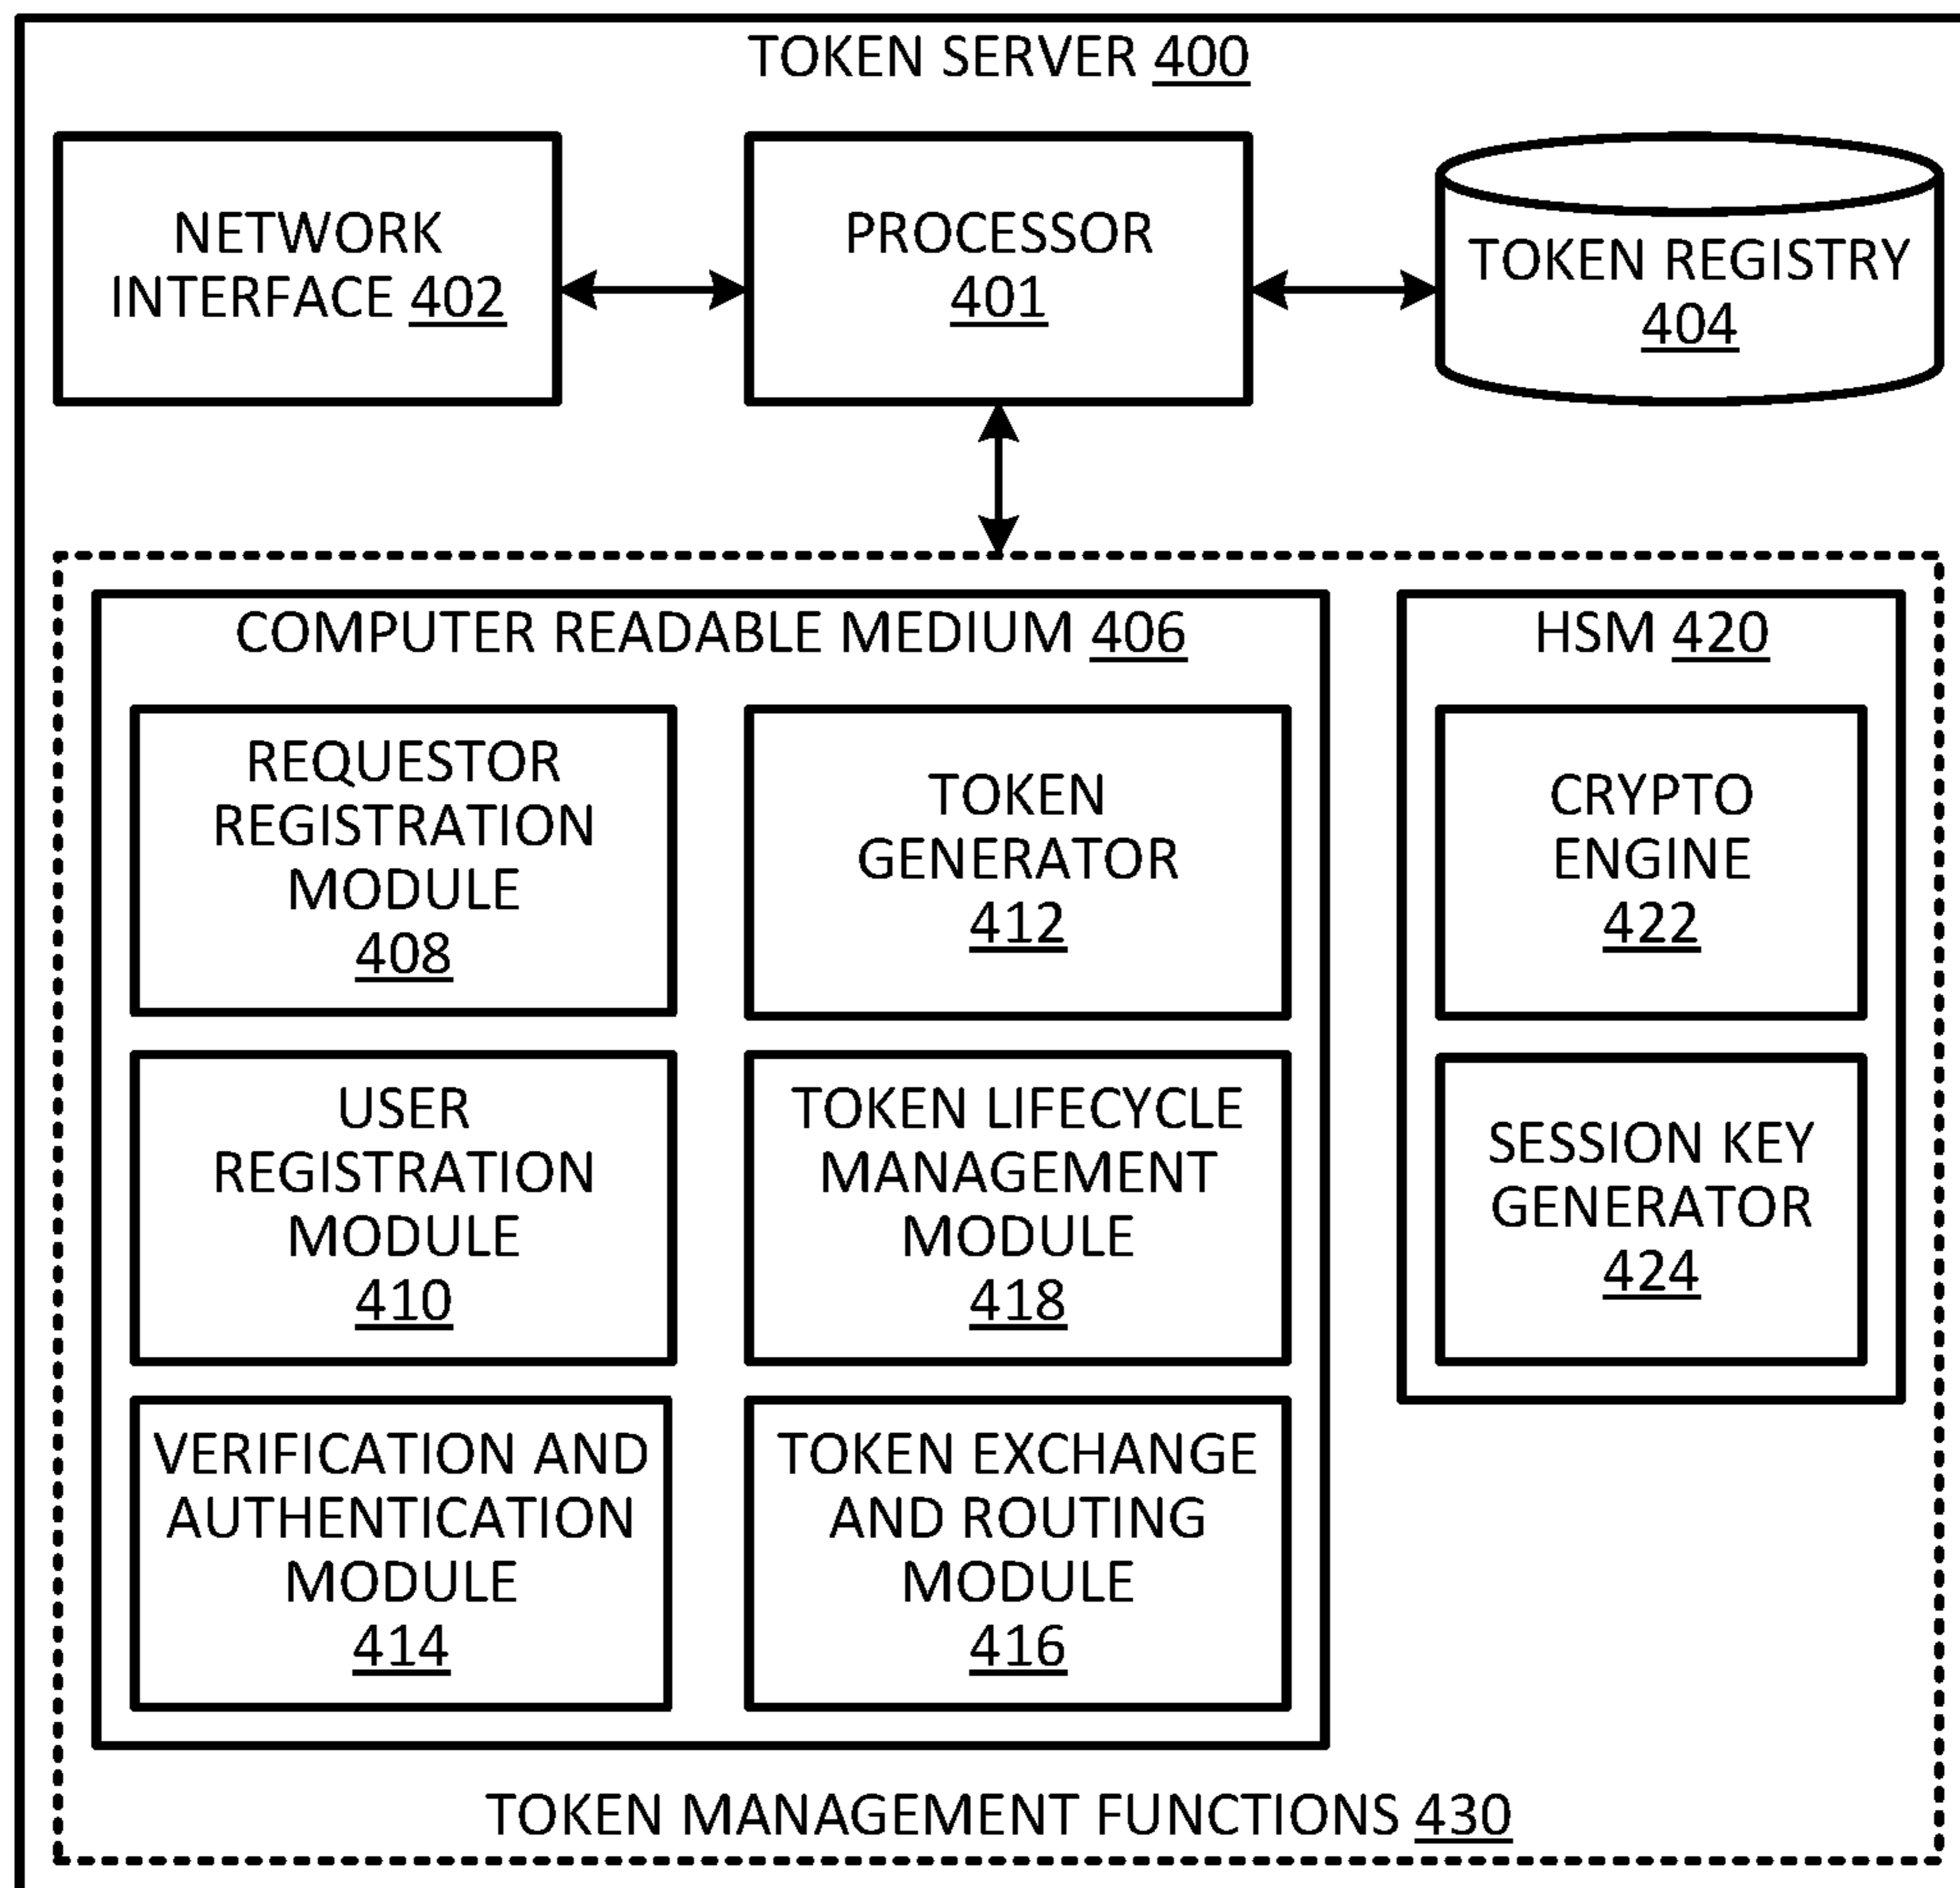 TOKEN SERVER 400
NETWORK
INTERFACE 402
PROCESSOR
401
TOKEN REGISTRY
404
COMPUTER READABLE MEDIUM 406
REQUESTOR
REGISTRATION
MODULE
408
TOKEN
GENERATOR
412
USER
REGISTRATION
MODULE
410
TOKEN LIFECYCLE
MANAGEMENT
MODULE
418
VERIFICATION AND
AUTHENTICATION
MODULE
414
TOKEN EXCHANGE
AND ROUTING
MODULE
416
HSM 420
CRYPTO
ENGINE
422
SESSION KEY
GENERATOR
424
TOKEN MANAGEMENT FUNCTIONS 430